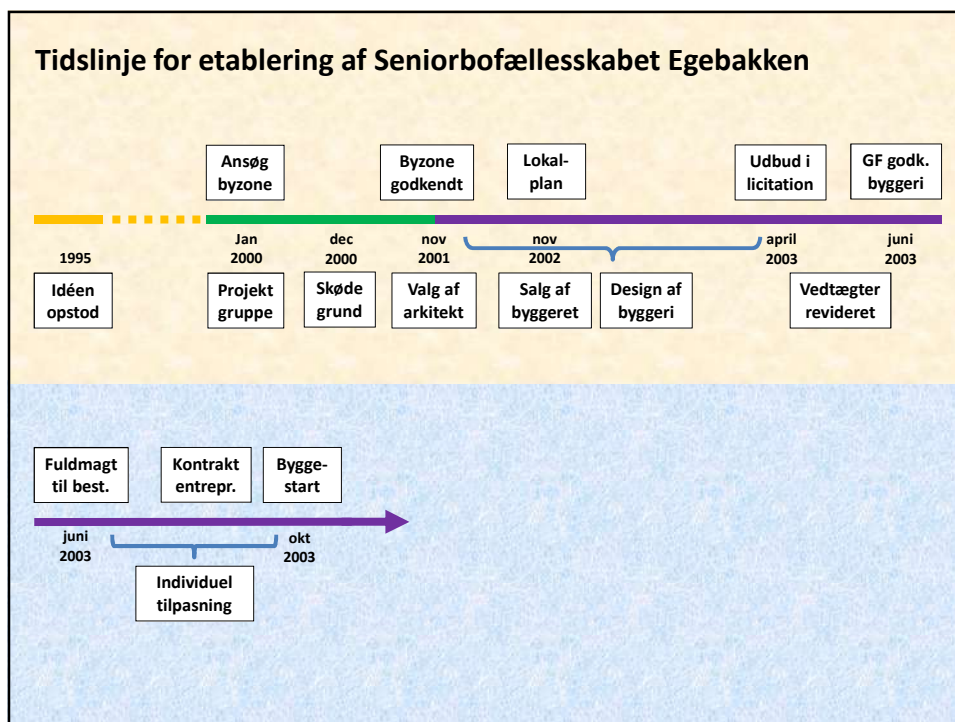 Tidslinje for etablering af Seniorbofællesskabet Egebakken
Ansøg
byzone
Byzone
godkendt
Lokal-
plan
Udbud i
licitation
GF godk.
byggeri
1995
Jan
2000
dec
2000
nov
2001
nov
2002
april
2003
juni
2003
Idéen
opstod
Projekt
gruppe
Skøde
grund
Valg af
arkitekt
Salg af
byggeret
Design af
byggeri
Vedtægter
revideret
Fuldmagt
til best.
Kontrakt
entrepr.
Bygge-
start
juni
2003
okt
2003
Individuel
tilpasning